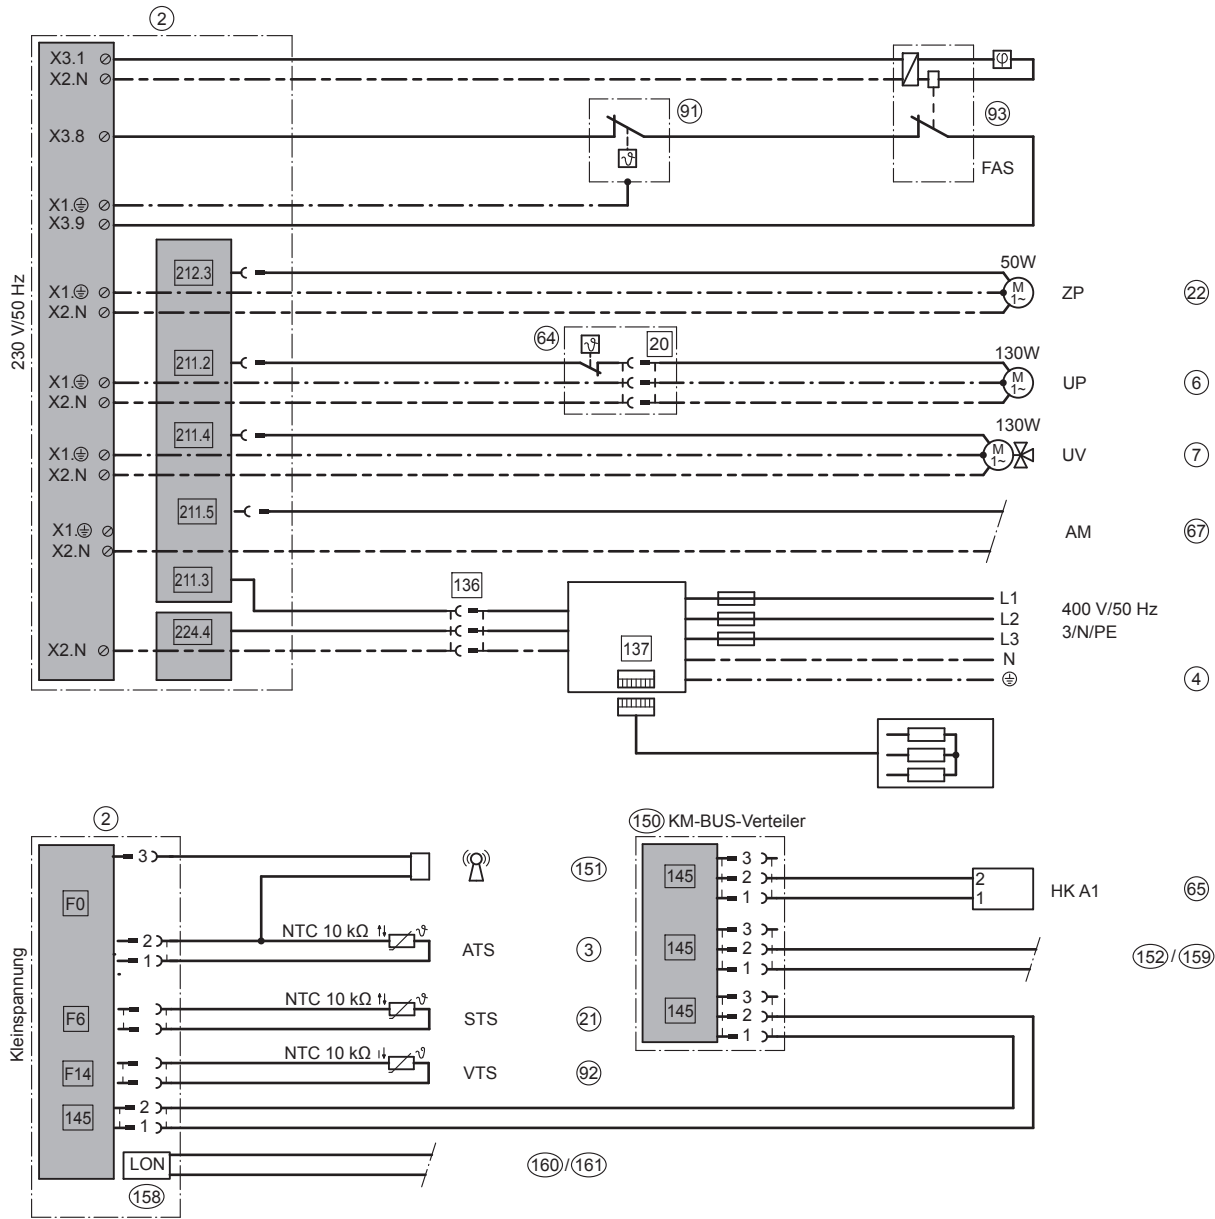 2
X3.1
X2.N
φ
X3.8
91
93
ϑ
FAS
X1.
X3.9
230 V/50 Hz
212.3
50W
X1.
X2.N
M
1~
ZP
22
64
ϑ
20
211.2
130W
X1.
X2.N
M
1~
UP
6
211.4
130W
X1.
X2.N
M
1~
UV
7
211.5
X1.
X2.N
AM
67
211.3
136
L1
L2
L3
N
400 V/50 Hz
3/N/PE
224.4
X2.N
137
4
2
150 KM-BUS-Verteiler
Kleinspannung
3
151
F0
2
NTC 10 kΩ ϑ
1
ATS
3
F6
NTC 10 kΩ ϑ
STS
21
F14
NTC 10 kΩ ϑ
VTS
92
145
2
1
LON
158
160/161
145
3
2
1
2
1
HK A1
65
145
3
2
1
152/159
145
3
2
1